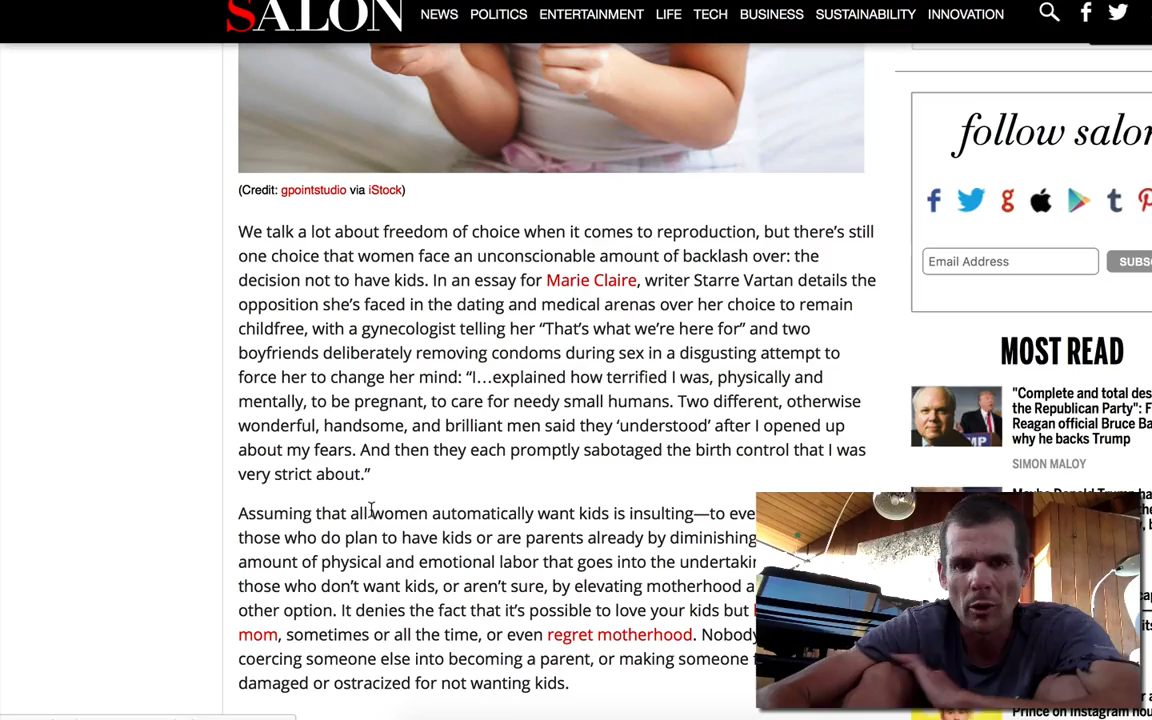 SALON
NEWS POLITICS ENTERTAINMENT LIFE TECH BUSINESS SUSTAINABILITY INNOVATION
(Credit: gpointstudio via iStock)
We talk a lot about freedom of choice when it comes to reproduction, but there’s still
one choice that women face an unconscionable amount of backlash over: the
decision not to have kids. In an essay for Marie Claire, writer Starre Vartan details the
opposition she’s faced in the dating and medical arenas over her choice to remain
childfree, with a gynecologist telling her “That’s what we’re here for” and two
boyfriends deliberately removing condoms during sex in a disgusting attempt to
force her to change her mind: “I…explained how terrified I was, physically and
mentally, to be pregnant, to care for needy small humans. Two different, otherwise
wonderful, handsome, and brilliant men said they ‘understood’ after I opened up
about my fears. And then they each promptly sabotaged the birth control that I was
very strict about.”
Assuming that all women automatically want kids is insulting—to eve
those who do plan to have kids or are parents already by diminishing
amount of physical and emotional labor that goes into the undertakin
those who don’t want kids, or aren’t sure, by elevating motherhood a
other option. It denies the fact that it’s possible to love your kids but
mom, sometimes or all the time, or even regret motherhood. Nobody
coercing someone else into becoming a parent, or making someone f
damaged or ostracized for not wanting kids.
follow salon
Email Address
SUBS
MOST READ
"Complete and total des
the Republican Party": F
Reagan official Bruce Ba
why he backs Trump
SIMON MALOY
Maybe Donald Trump ha
Prince on Instagram hou